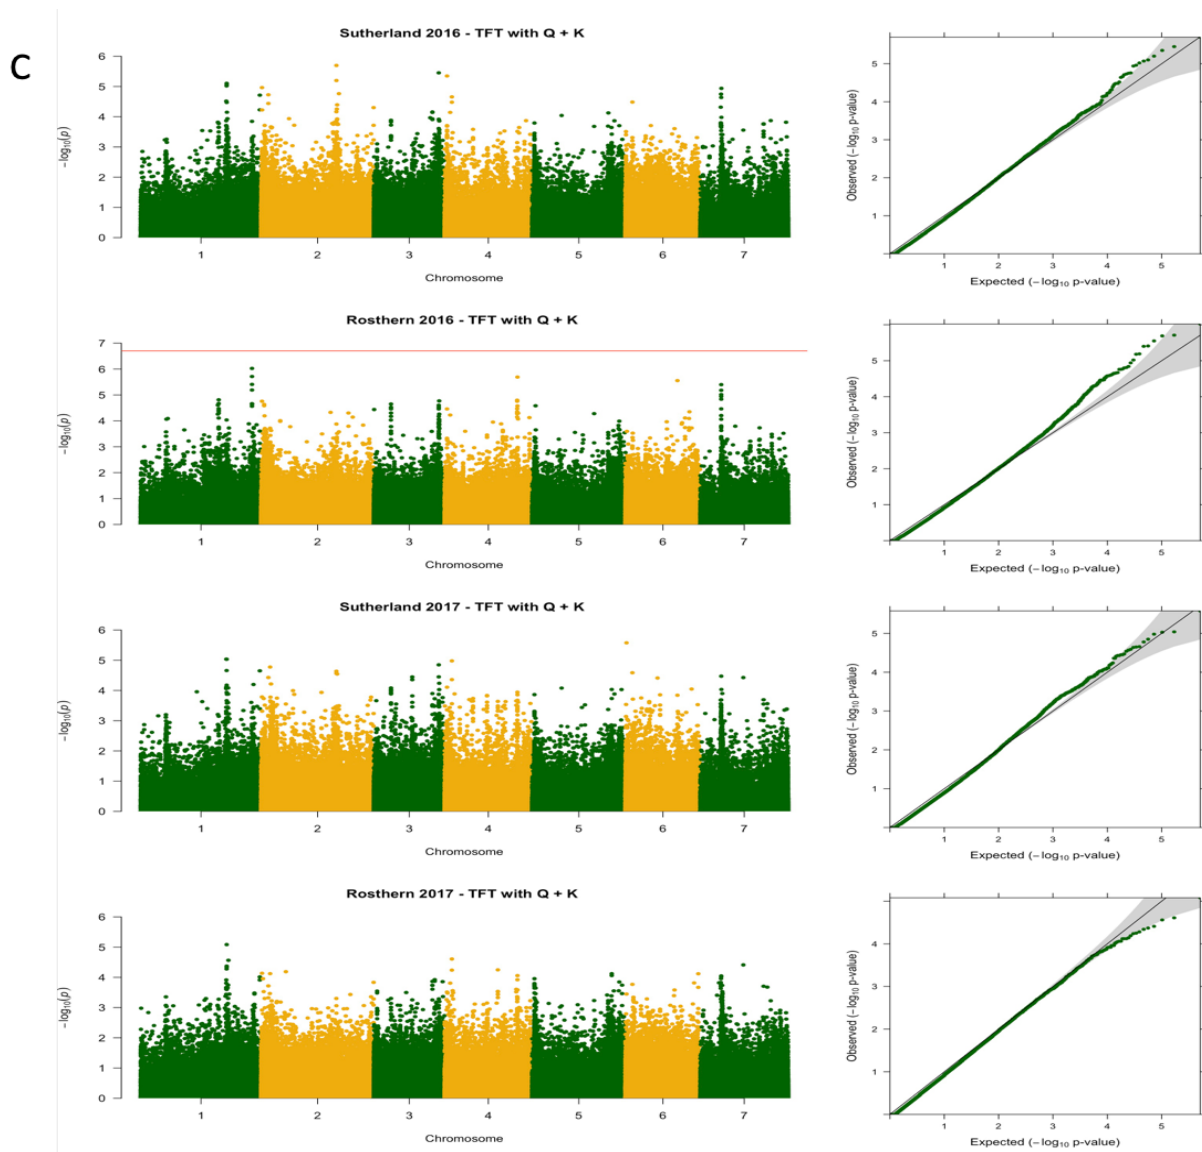 C
Sutherland 2016 - TFT with Q + K
6
5
4
3
2
1
0
−log₁₀(p)
1 2 3 4 5 6 7
Chromosome
5
4
3
2
1
Observed (−log₁₀ p-value)
1 2 3 4 5
Expected (−log₁₀ p-value)
Rosthern 2016 - TFT with Q + K
7
6
5
4
3
2
1
0
−log₁₀(p)
1 2 3 4 5 6 7
Chromosome
5
4
3
2
1
Observed (−log₁₀ p-value)
1 2 3 4 5
Expected (−log₁₀ p-value)
Sutherland 2017 - TFT with Q + K
6
5
4
3
2
1
0
−log₁₀(p)
1 2 3 4 5 6 7
Chromosome
5
4
3
2
1
Observed (−log₁₀ p-value)
1 2 3 4 5
Expected (−log₁₀ p-value)
Rosthern 2017 - TFT with Q + K
6
5
4
3
2
1
0
−log₁₀(p)
1 2 3 4 5 6 7
Chromosome
4
3
2
1
Observed (−log₁₀ p-value)
1 2 3 4 5
Expected (−log₁₀ p-value)